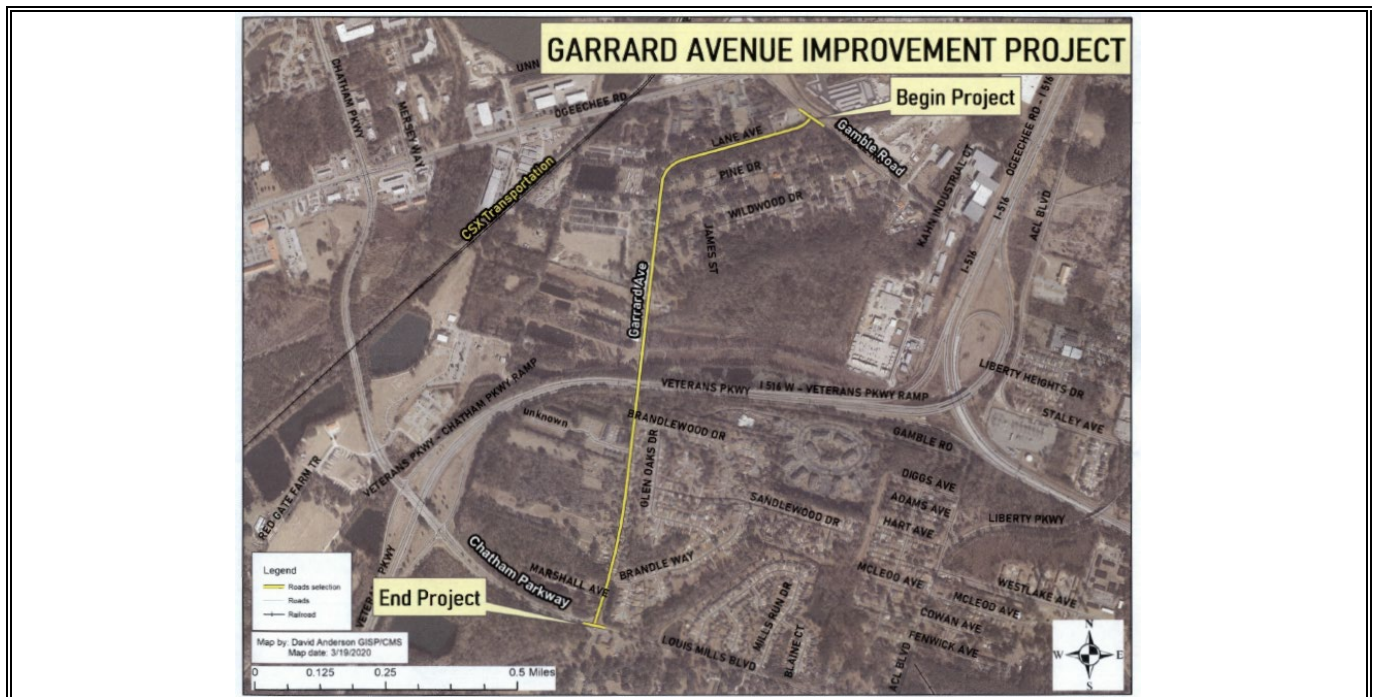 GARRARD AVENUE IMPROVEMENT PROJECT
Begin Project
UNN
OGEECHEE RD
CHATHAM PKWY
MERSEY WAY
LANE AVE
Gamble Road
OGEECHEE RD - I 516
PINE DR
CSX Transportation
WILDWOOD DR
KAHN INDUSTRIAL CT
I-516
ACL BLVD
JAMES ST
I-516
Garrard Ave
VETERANS PKWY - CHATHAM PKWY RAMP
VETERANS PKWY
I 516 W - VETERANS PKWY RAMP
LIBERTY HEIGHTS DR
unknown
BRANDLEWOOD DR
STALEY AVE
GAMBLE RD
GLEN OAKS DR
DIGGS AVE
RED GATE FARM TR
SANDLEWOOD DR
ADAMS AVE
HART AVE
LIBERTY PKWY
Chatham Parkway
MARSHALL AVE
BRANDLE WAY
MCLEOD AVE
WESTLAKE AVE
MCLEOD AVE
VETERANS PKWY
End Project
MILLS RUN DR
COWAN AVE
BLAINE CT
FENWICK AVE
LOUIS MILLS BLVD
ACL BLVD
Legend
Roads selection
Roads
Railroad
Map by: David Anderson GISP/CMS
Map date: 3/19/2020
0 0.125 0.25 0.5 Miles
N
W E
S